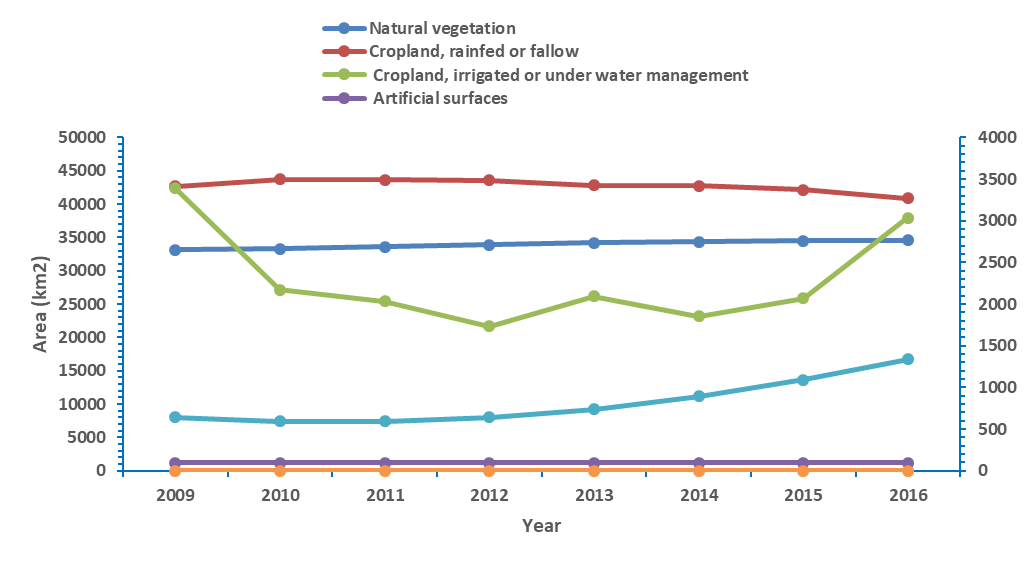 Natural vegetation
Cropland, rainfed or fallow
Cropland, irrigated or under water management
Artificial surfaces
50000
45000
40000
35000
30000
25000
20000
15000
10000
5000
0
Area (km2)
4000
3500
3000
2500
2000
1500
1000
500
0
2009 2010 2011 2012 2013 2014 2015 2016
Year